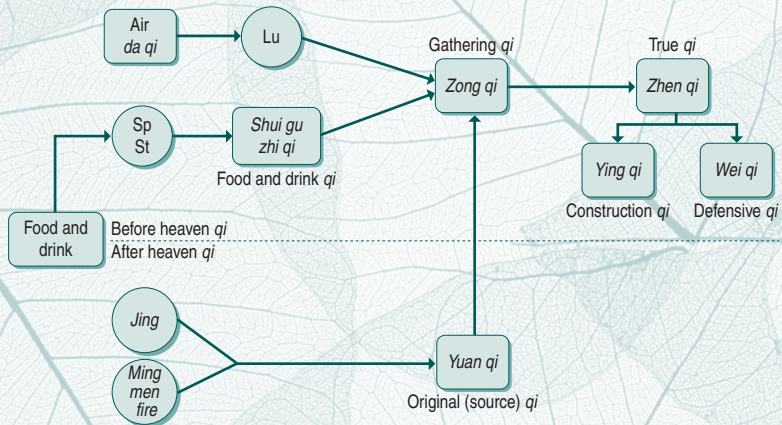 Air
da qi
Lu
Gathering qi
Zong qi
True qi
Zhen qi
Sp
St
Shui gu
zhi qi
Food and drink qi
Ying qi
Construction qi
Wei qi
Defensive qi
Food and
drink
Before heaven qi
After heaven qi
Jing
Ming
men
fire
Yuan qi
Original (source) qi